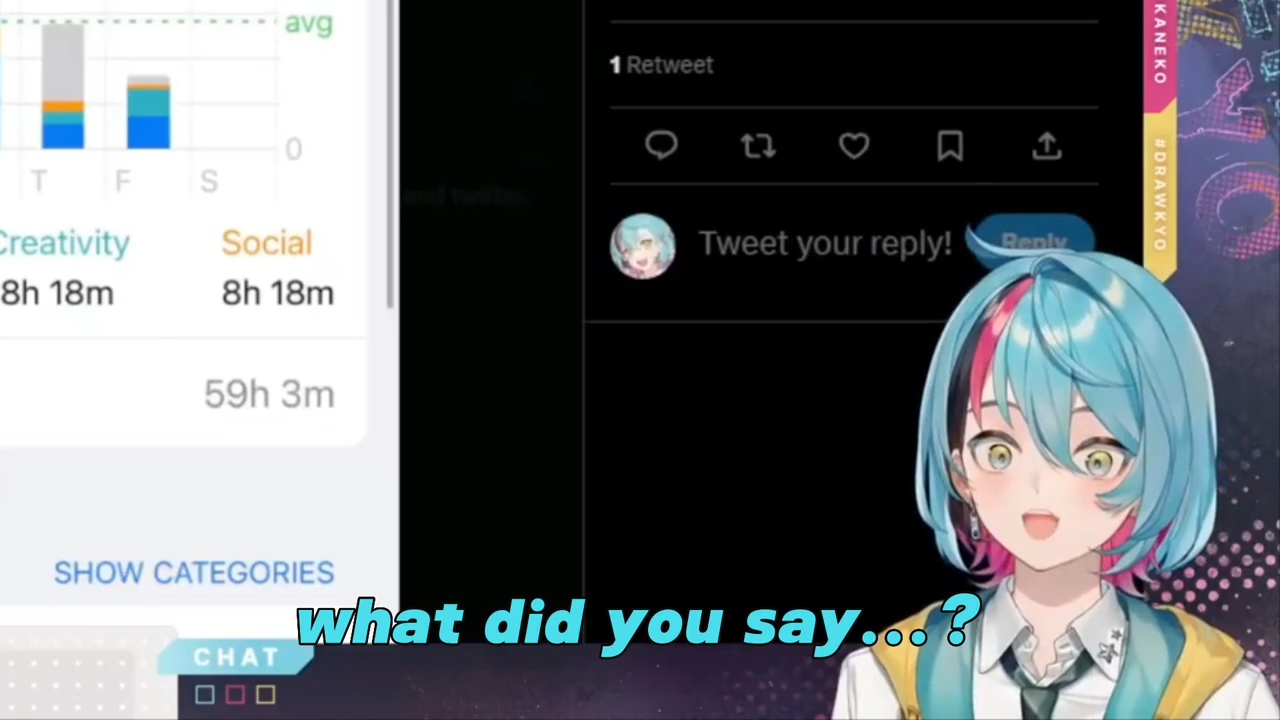 avg
0
T F S
Creativity Social
8h 18m 8h 18m
59h 3m
SHOW CATEGORIES
1 Retweet
Tweet your reply!
Reply
KANEKO
#DRAWKYO
what did you say...?
CHAT